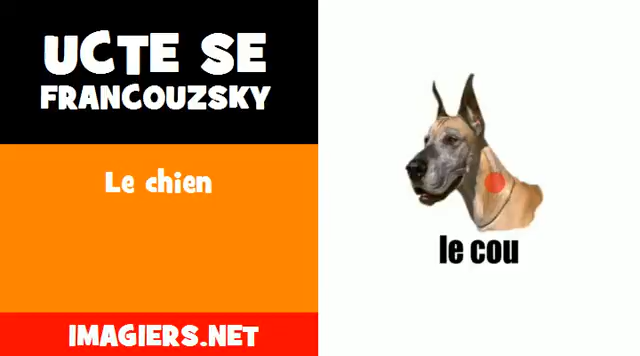 UCTE SE
FRANCOUZSKY
Le chien
IMAGIERS.NET
le cou